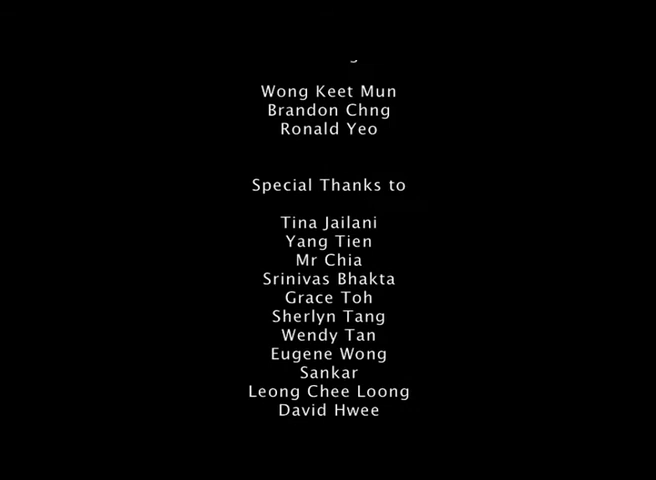 Wong Keet Mun
Brandon Chng
Ronald Yeo
Special Thanks to
Tina Jailani
Yang Tien
Mr Chia
Srinivas Bhakta
Grace Toh
Sherlyn Tang
Wendy Tan
Eugene Wong
Sankar
Leong Chee Loong
David Hwee